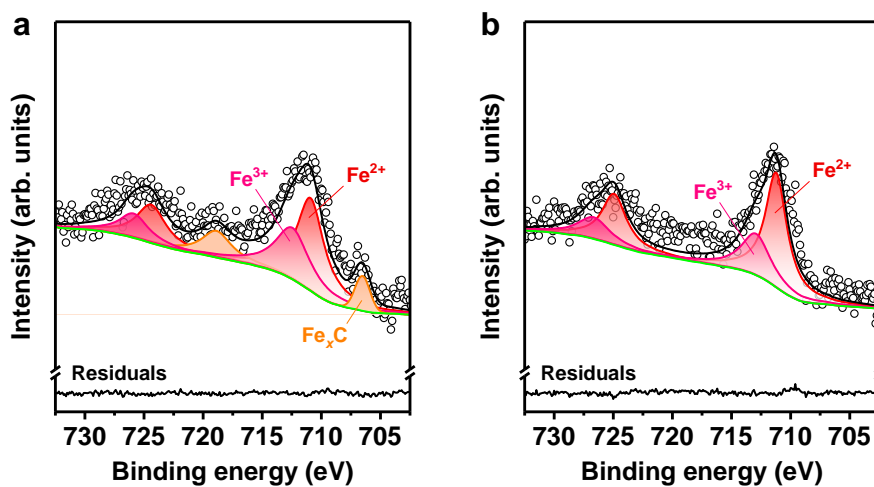 a
Intensity (arb. units)
Fe³⁺
Fe²⁺
FeₓC
Residuals
730 725 720 715 710 705
Binding energy (eV)
b
Intensity (arb. units)
Fe³⁺
Fe²⁺
Residuals
730 725 720 715 710 705
Binding energy (eV)